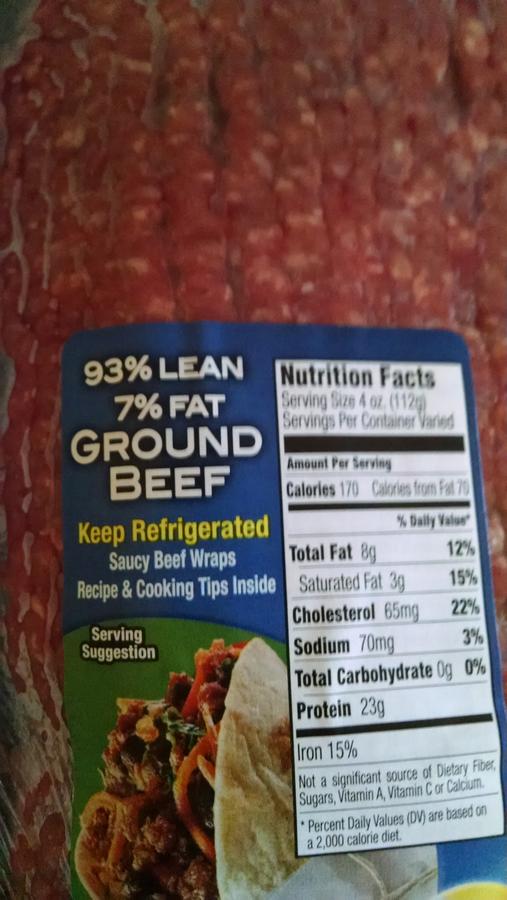 93% LEAN
7% FAT
GROUND
BEEF
Keep Refrigerated
Saucy Beef Wraps
Recipe & Cooking Tips Inside
Serving
Suggestion
Nutrition Facts
Serving Size 4 oz. (112g)
Servings Per Container Varied
Amount Per Serving
Calories 170 Calories from Fat 70
% Daily Value*
Total Fat 8g 12%
Saturated Fat 3g 15%
Cholesterol 65mg 22%
Sodium 70mg 3%
Total Carbohydrate 0g 0%
Protein 23g
Iron 15%
Not a significant source of Dietary Fiber,
Sugars, Vitamin A, Vitamin C or Calcium.
* Percent Daily Values (DV) are based on
a 2,000 calorie diet.